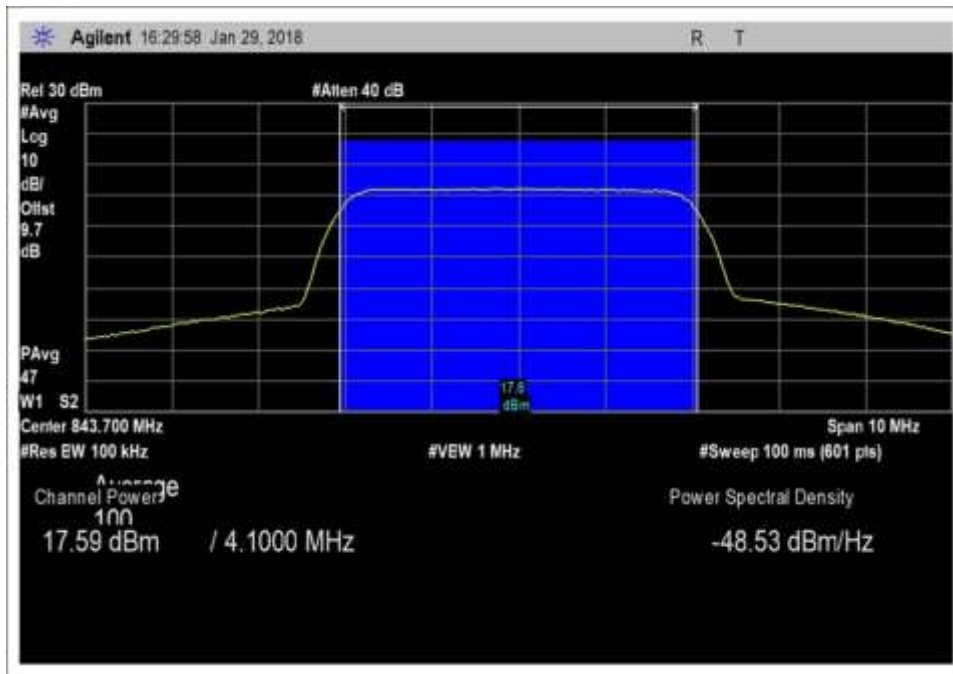 Agilent 16:29:58 Jan 29, 2018 R T
Ref 30 dBm #Atten 40 dB
#Avg
Log
10
dB/
Offst
9.7
dB
PAvg
47
W1 S2
17.6
dBm
Center 843.700 MHz Span 10 MHz
#Res BW 100 kHz #VBW 1 MHz #Sweep 100 ms (601 pts)
Average
Channel Power Power Spectral Density
100
17.59 dBm / 4.1000 MHz -48.53 dBm/Hz